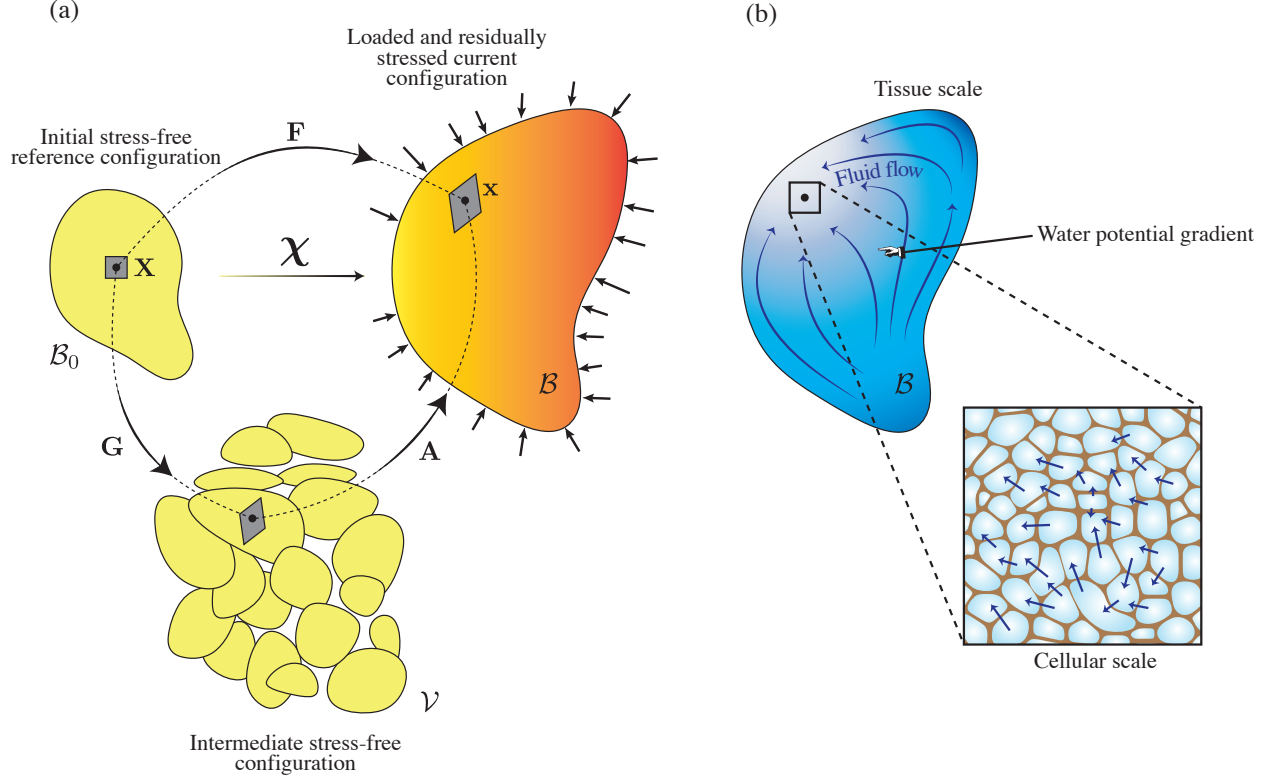 (a)
Loaded and residually
stressed current
configuration
Initial stress-free
reference configuration
F
x
X
χ
ℬ₀
ℬ
G
A
𝒱
Intermediate stress-free
configuration
(b)
Tissue scale
Fluid flow
Water potential gradient
ℬ
Cellular scale